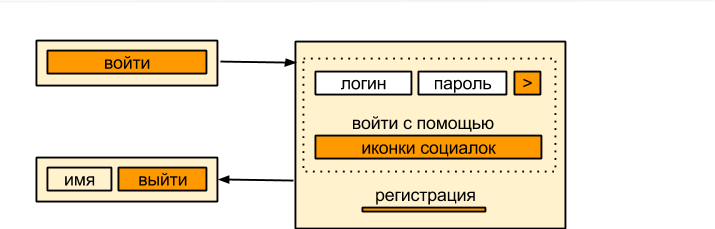 войти
логин пароль >
войти с помощью
иконки социалок
имя выйти
регистрация